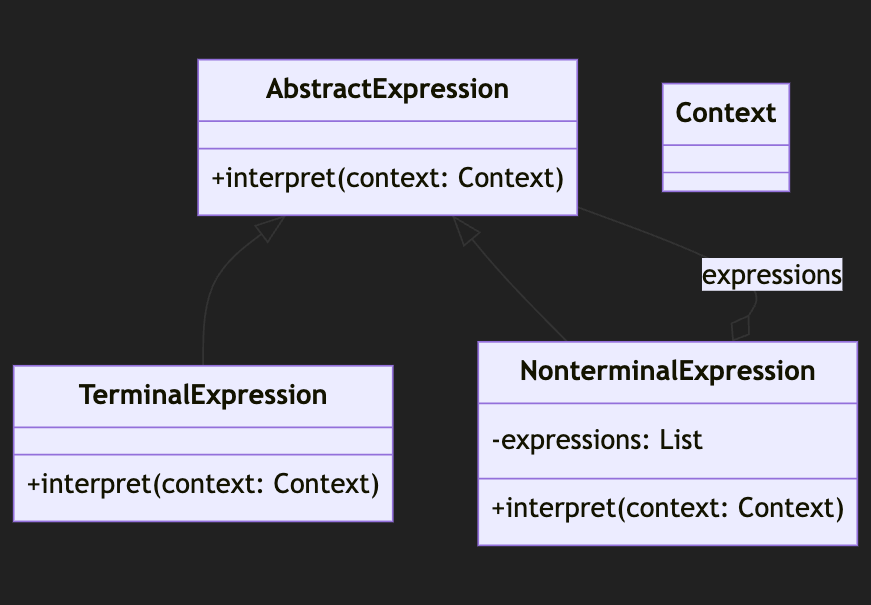 AbstractExpression
+interpret(context: Context)
Context
expressions
TerminalExpression
+interpret(context: Context)
NonterminalExpression
-expressions: List
+interpret(context: Context)